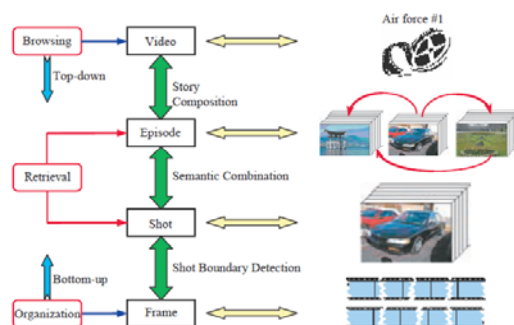 Air force #1
Browsing
Video
Top-down
Story
Composition
Episode
Semantic Combination
Retrieval
Shot
Bottom-up
Shot Boundary Detection
Organization
Frame